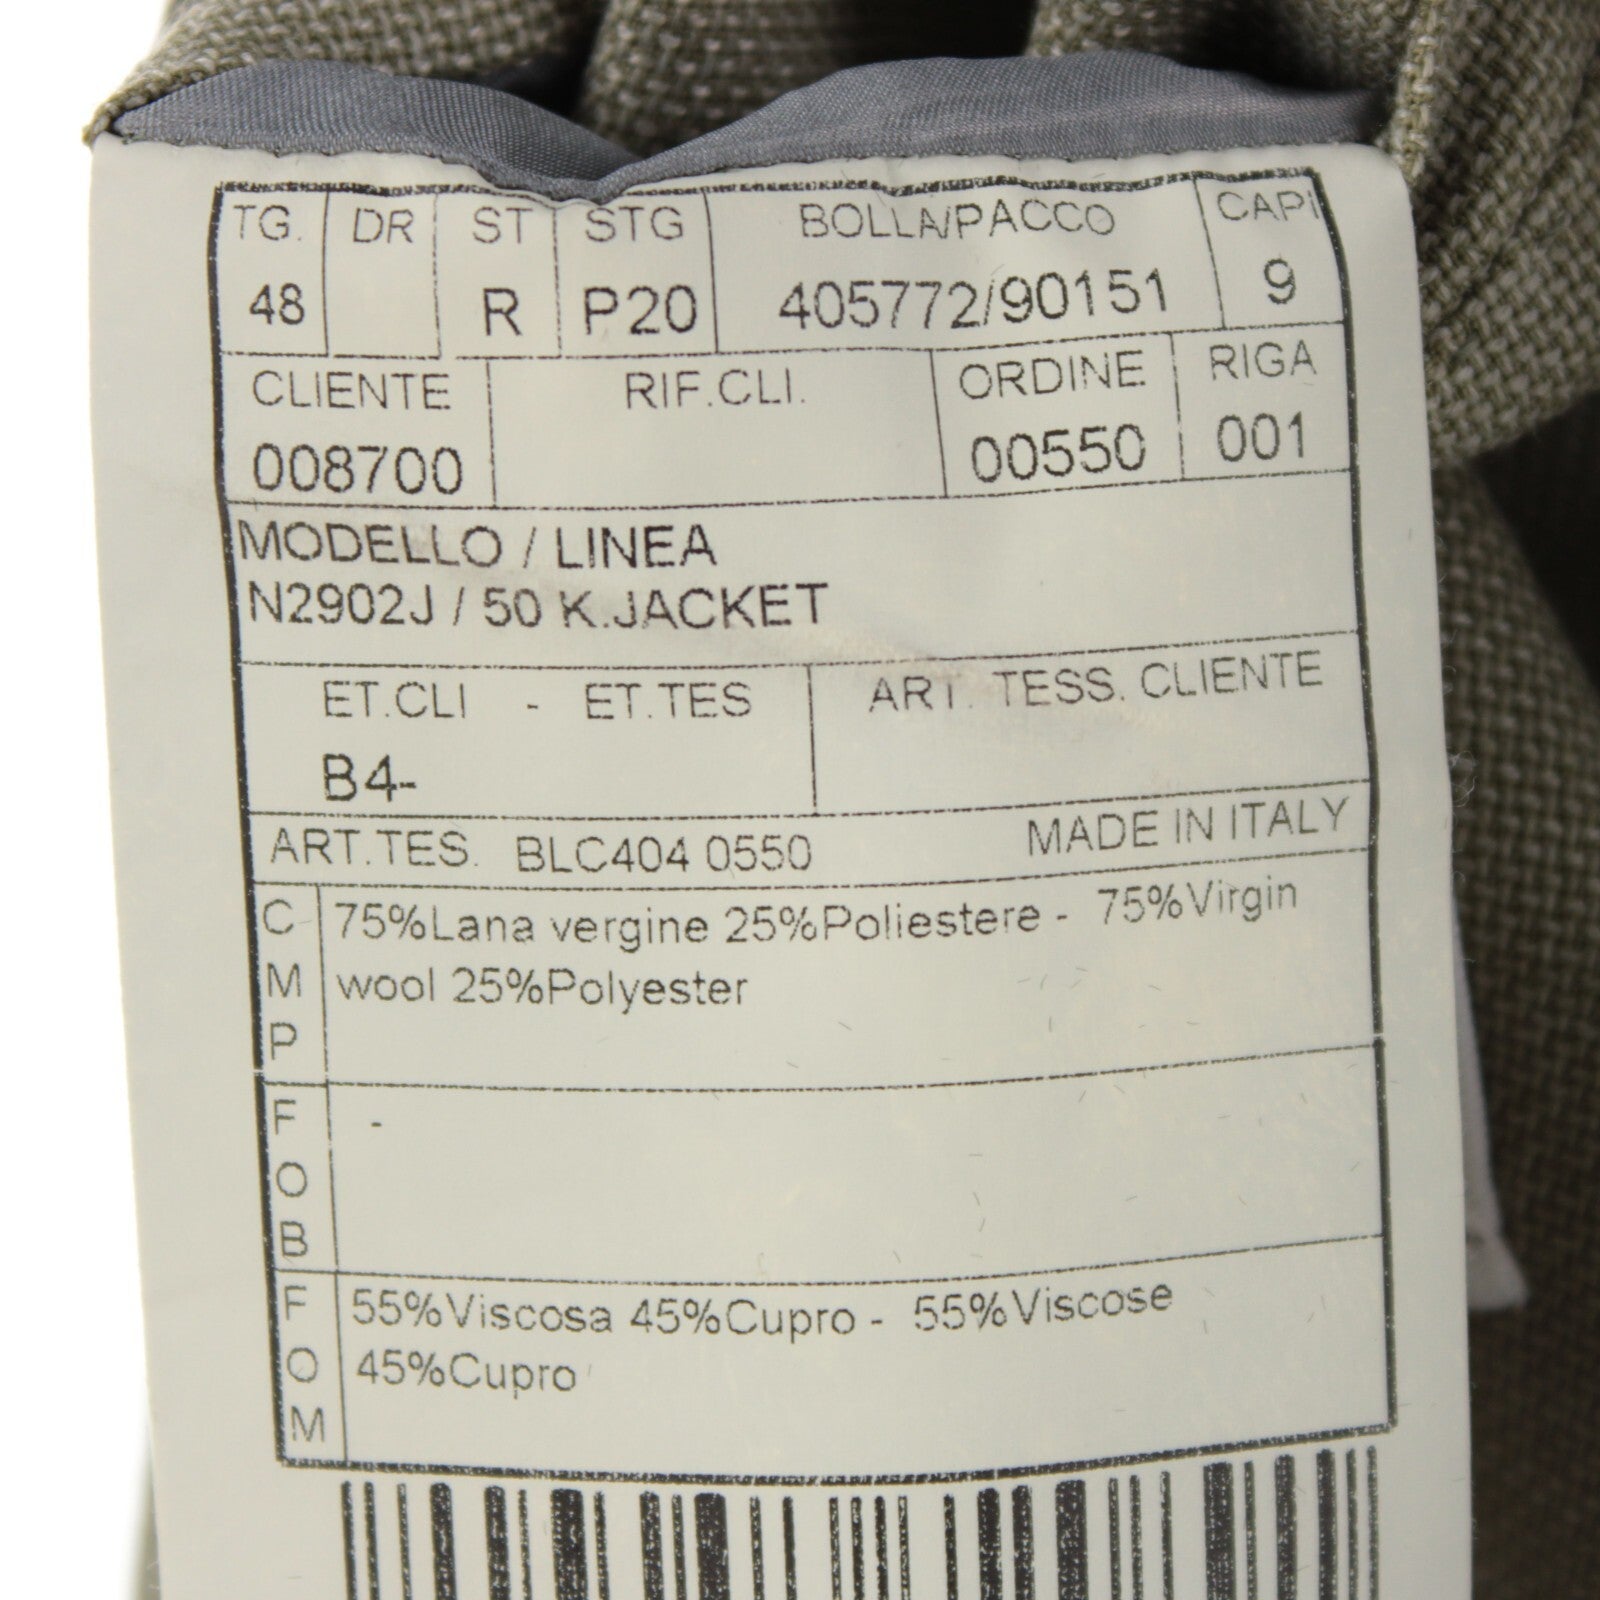 TG. DR ST STG BOLLA/PACCO CAPI
48 R P20 405772/90151 9
CLIENTE RIF.CLI. ORDINE RIGA
008700 00550 001
MODELLO / LINEA
N2902J / 50 K.JACKET
ET.CLI - ET.TES ART. TESS. CLIENTE
B4-
ART.TES. BLC404 0550 MADE IN ITALY
CMP 75%Lana vergine 25%Poliestere - 75%Virgin
wool 25%Polyester
FOB -
FOM 55%Viscosa 45%Cupro - 55%Viscose
45%Cupro